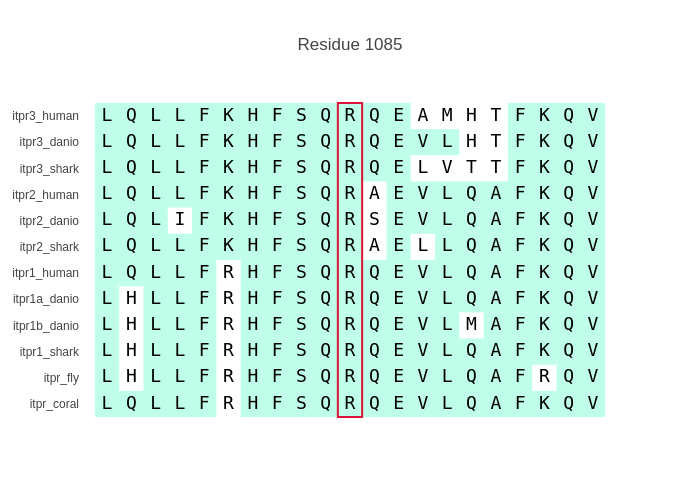 Residue 1085
itpr3_human L Q L L F K H F S Q R Q E A M H T F K Q V
itpr3_danio L Q L L F K H F S Q R Q E V L H T F K Q V
itpr3_shark L Q L L F K H F S Q R Q E L V T T F K Q V
itpr2_human L Q L L F K H F S Q R A E V L Q A F K Q V
itpr2_danio L Q L I F K H F S Q R S E V L Q A F K Q V
itpr2_shark L Q L L F K H F S Q R A E L L Q A F K Q V
itpr1_human L Q L L F R H F S Q R Q E V L Q A F K Q V
itpr1a_danio L H L L F R H F S Q R Q E V L Q A F K Q V
itpr1b_danio L H L L F R H F S Q R Q E V L M A F K Q V
itpr1_shark L H L L F R H F S Q R Q E V L Q A F K Q V
itpr_fly L H L L F R H F S Q R Q E V L Q A F R Q V
itpr_coral L Q L L F R H F S Q R Q E V L Q A F K Q V